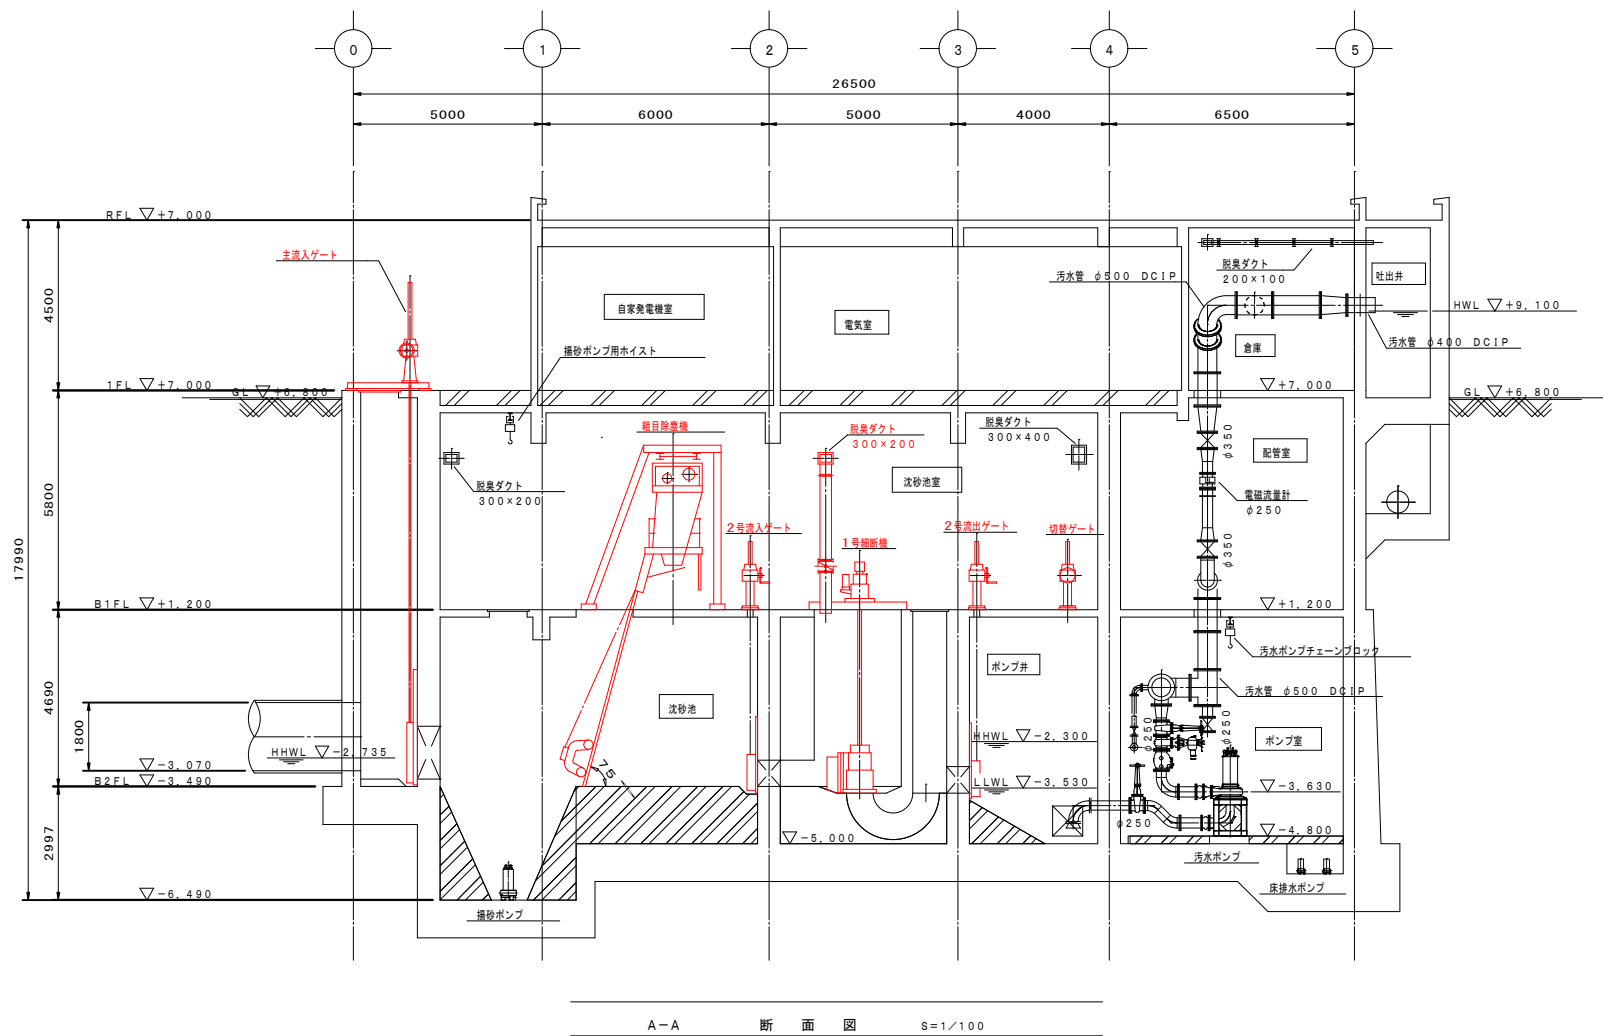 0
1
2
3
4
5
26500
5000
6000
5000
4000
6500
RFL ▽+7,000
主流入ゲート
自家発電機室
電気室
汚水管 φ500 DCIP
脱臭ダクト
200×100
吐出井
HWL ▽+9,100
汚水管 φ400 DCIP
倉庫
揚砂ポンプ用ホイスト
4500
1FL ▽+7,000
GL ▽+6,800
▽+7,000
GL ▽+6,800
粗目除塵機
脱臭ダクト
300×200
脱臭ダクト
300×400
φ350
配管室
脱臭ダクト
300×200
沈砂池室
電磁流量計
φ250
5800
17990
2号流入ゲート
1号細断機
2号流出ゲート
切替ゲート
φ350
B1FL ▽+1,200
▽+1,200
汚水ポンプチェーンブロック
ポンプ井
汚水管 φ500 DCIP
沈砂池
4690
1800
φ250
φ250
ポンプ室
HHWL ▽-2,735
HHWL ▽-2,300
▽-3,070
75
B2FL ▽-3,490
LLWL ▽-3,530
▽-3,630
φ250
▽-5,000
▽-4,800
2997
汚水ポンプ
▽-6,490
床排水ポンプ
揚砂ポンプ
A-A 断面図 S=1/100